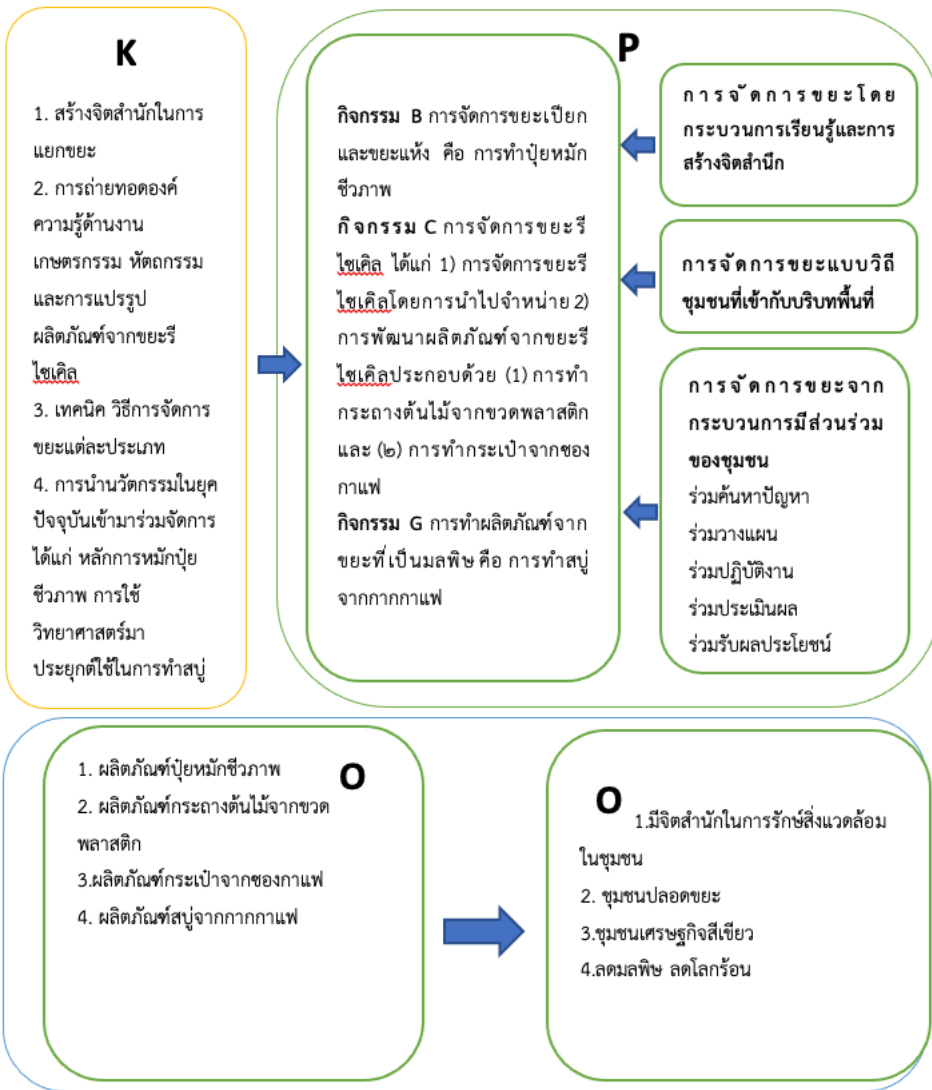 K
1. สร้างจิตสำนักในการ
แยกขยะ
2. การถ่ายทอดองค์
ความรู้ด้านงาน
เกษตรกรรม หัตถกรรม
และการแปรรูป
ผลิตภัณฑ์จากขยะรี
ไซเคิล
3. เทคนิค วิธีการจัดการ
ขยะแต่ละประเภท
4. การนำนวัตกรรมในยุค
ปัจจุบันเข้ามาร่วมจัดการ
ได้แก่ หลักการหมักปุ๋ย
ชีวภาพ การใช้
วิทยาศาสตร์มา
ประยุกต์ใช้ในการทำสบู่
P
กิจกรรม B การจัดการขยะเปียก
และขยะแห้ง คือ การทำปุ๋ยหมัก
ชีวภาพ
กิจกรรม C การจัดการขยะรี
ไซเคิล ได้แก่ 1) การจัดการขยะรี
ไซเคิลโดยการนำไปจำหน่าย 2)
การพัฒนาผลิตภัณฑ์จากขยะรี
ไซเคิลประกอบด้วย (1) การทำ
กระถางต้นไม้จากขวดพลาสติก
และ (๒) การทำกระเป๋าจากซอง
กาแฟ
กิจกรรม G การทำผลิตภัณฑ์จาก
ขยะที่เป็นมลพิษ คือ การทำสบู่
จากกากกาแฟ
การจัดการขยะโดย
กระบวนการเรียนรู้และการ
สร้างจิตสำนึก
การจัดการขยะแบบวิถี
ชุมชนที่เข้ากับบริบทพื้นที่
การจัดการขยะจาก
กระบวนการมีส่วนร่วม
ของชุมชน
ร่วมค้นหาปัญหา
ร่วมวางแผน
ร่วมปฏิบัติงาน
ร่วมประเมินผล
ร่วมรับผลประโยชน์
O
1. ผลิตภัณฑ์ปุ๋ยหมักชีวภาพ
2. ผลิตภัณฑ์กระถางต้นไม้จากขวด
พลาสติก
3.ผลิตภัณฑ์กระเป๋าจากซองกาแฟ
4. ผลิตภัณฑ์สบู่จากกากกาแฟ
O
1.มีจิตสำนักในการรักษ์สิ่งแวดล้อม
ในชุมชน
2. ชุมชนปลอดขยะ
3.ชุมชนเศรษฐกิจสีเขียว
4.ลดมลพิษ ลดโลกร้อน